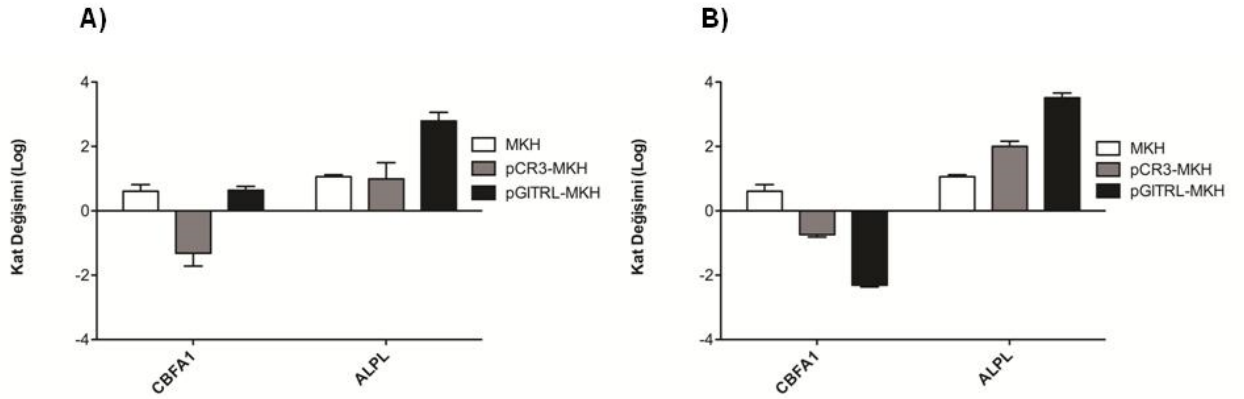 A)
Kat Değişimi (Log)
4
2
0
-2
-4
CBFA1
ALPL
MKH
pCR3-MKH
pGITRL-MKH
B)
Kat Değişimi (Log)
4
2
0
-2
-4
CBFA1
ALPL
MKH
pCR3-MKH
pGITRL-MKH